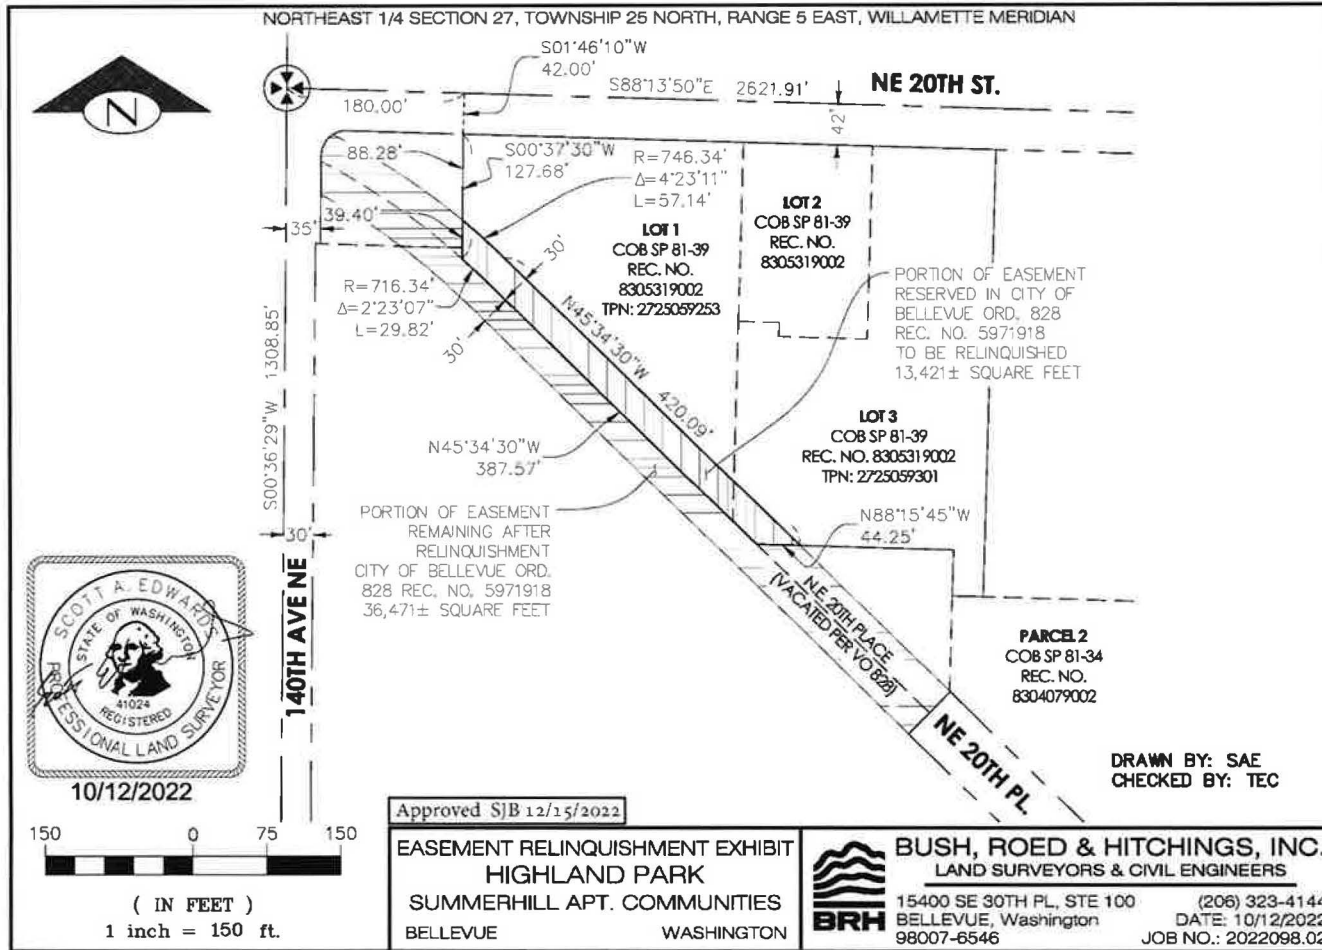 NORTHEAST 1/4 SECTION 27, TOWNSHIP 25 NORTH, RANGE 5 EAST, WILLAMETTE MERIDIAN
N
S01°46'10"W
42.00'
180.00'
S88°13'50"E 2621.91'
NE 20TH ST.
42'
88.28'
S00°37'30"W
127.68'
R=746.34'
Δ=4°23'11"
L=57.14'
39.40'
35'
30'
LOT 1
COB SP 81-39
REC. NO.
8305319002
TPN: 2725059253
LOT 2
COB SP 81-39
REC. NO.
8305319002
PORTION OF EASEMENT
RESERVED IN CITY OF
BELLEVUE ORD. 828
REC. NO. 5971918
TO BE RELINQUISHED
13,421± SQUARE FEET
R=716.34'
Δ=2°23'07"
L=29.82'
30'
S00°36'29"W 1308.85'
N45°34'30"W 420.09'
N45°34'30"W
387.57'
LOT 3
COB SP 81-39
REC. NO. 8305319002
TPN: 2725059301
N88°15'45"W
44.25'
30'
PORTION OF EASEMENT
REMAINING AFTER
RELINQUISHMENT
CITY OF BELLEVUE ORD.
828 REC. NO. 5971918
36,471± SQUARE FEET
140TH AVE NE
N.E. 20TH PLACE
(VACATED PER VO 828)
NE 20TH PL.
PARCEL 2
COB SP 81-34
REC. NO.
8304079002
SCOTT A. EDWARDS
STATE OF WASHINGTON
41024
REGISTERED
PROFESSIONAL LAND SURVEYOR
10/12/2022
DRAWN BY: SAE
CHECKED BY: TEC
150 0 75 150
( IN FEET )
1 inch = 150 ft.
Approved SJB 12/15/2022
EASEMENT RELINQUISHMENT EXHIBIT
HIGHLAND PARK
SUMMERHILL APT. COMMUNITIES
BELLEVUE WASHINGTON
BRH
BUSH, ROED & HITCHINGS, INC.
LAND SURVEYORS & CIVIL ENGINEERS
15400 SE 30TH PL, STE 100 (206) 323-4144
BELLEVUE, Washington DATE: 10/12/2022
98007-6546 JOB NO.: 2022098.02